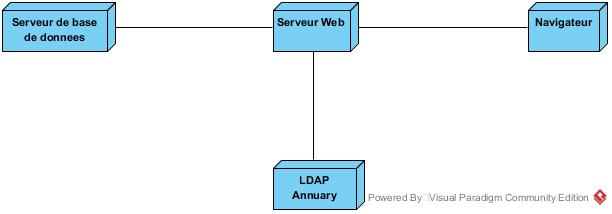 Serveur de base
de donnees
Serveur Web
Navigateur
LDAP
Annuary
Powered By Visual Paradigm Community Edition